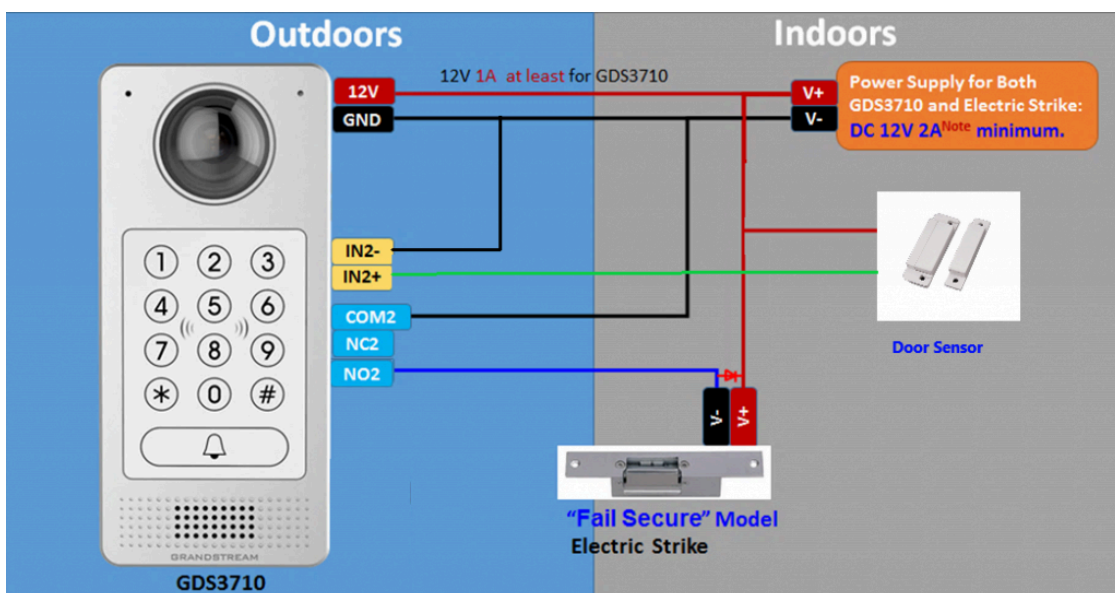 Outdoors
Indoors
12V 1A at least for GDS3710
12V
GND
V+
V-
Power Supply for Both
GDS3710 and Electric Strike:
DC 12V 2ANote minimum.
IN2-
IN2+
COM2
NC2
NO2
1 2 3
4 5 6
7 8 9
* 0 #
Door Sensor
V-
V+
"Fail Secure" Model
Electric Strike
GRANDSTREAM
GDS3710